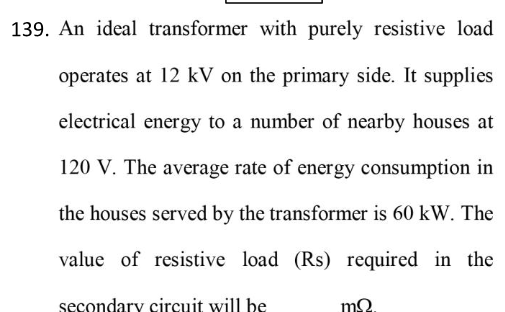 139. An ideal transformer with purely resistive load
operates at 12 kV on the primary side. It supplies
electrical energy to a number of nearby houses at
120 V. The average rate of energy consumption in
the houses served by the transformer is 60 kW. The
value of resistive load (Rs) required in the
secondary circuit will be ______ mΩ.